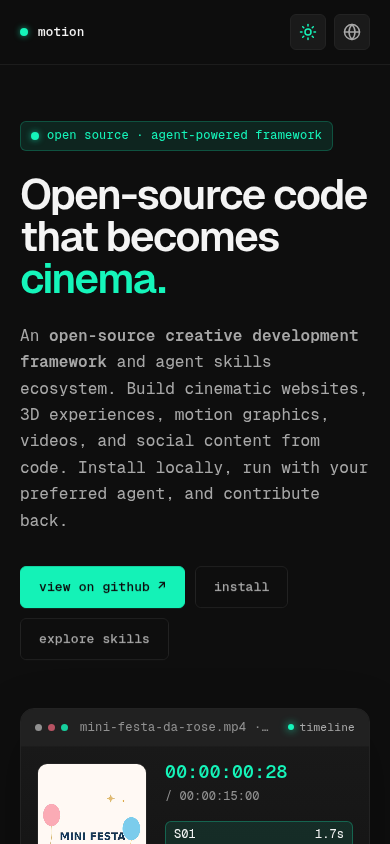 motion
open source · agent-powered framework
Open-source code
that becomes
cinema.
An open-source creative development
framework and agent skills
ecosystem. Build cinematic websites,
3D experiences, motion graphics,
videos, and social content from
code. Install locally, run with your
preferred agent, and contribute
back.
view on github ↗
install
explore skills
mini-festa-da-rose.mp4 ·…
timeline
00:00:00:28
/ 00:00:15:00
MINI FESTA
S01 1.7s